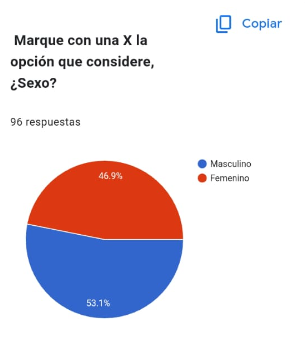 Copiar
Marque con una X la
opción que considere,
¿Sexo?
96 respuestas
46.9%
53.1%
Masculino
Femenino